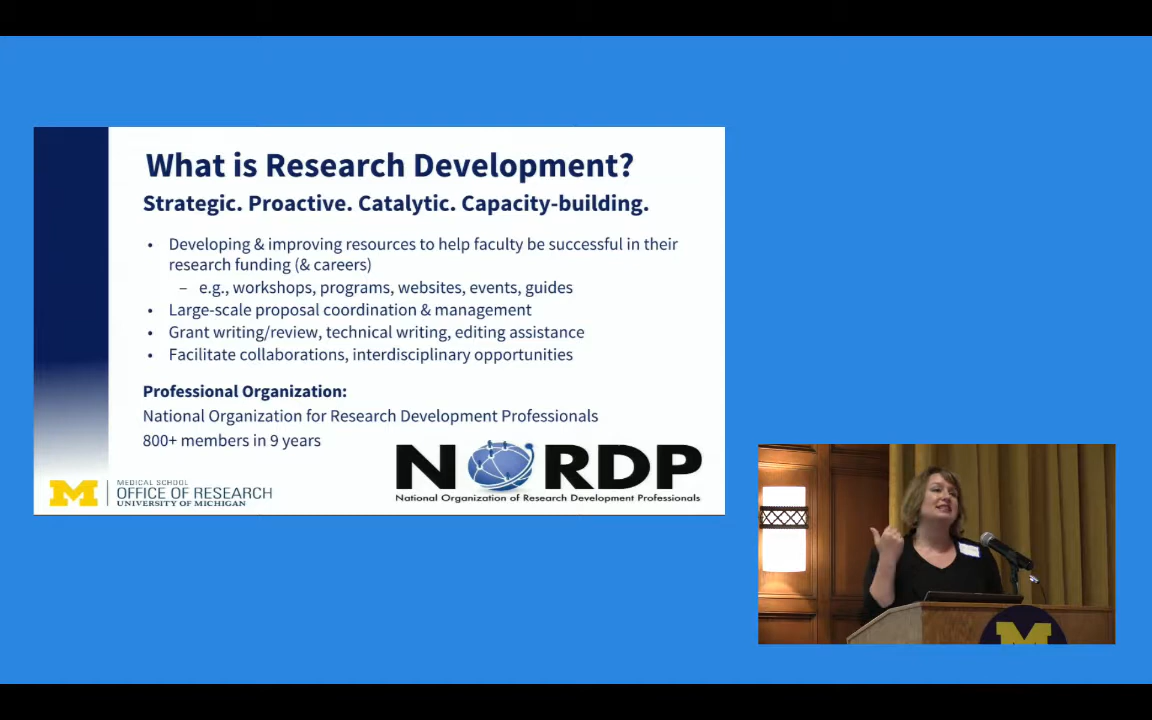 What is Research Development?
Strategic. Proactive. Catalytic. Capacity-building.
• Developing & improving resources to help faculty be successful in their
research funding (& careers)
– e.g., workshops, programs, websites, events, guides
• Large-scale proposal coordination & management
• Grant writing/review, technical writing, editing assistance
• Facilitate collaborations, interdisciplinary opportunities
Professional Organization:
National Organization for Research Development Professionals
800+ members in 9 years
NORDP
National Organization of Research Development Professionals
M
MEDICAL SCHOOL
OFFICE OF RESEARCH
UNIVERSITY OF MICHIGAN
M